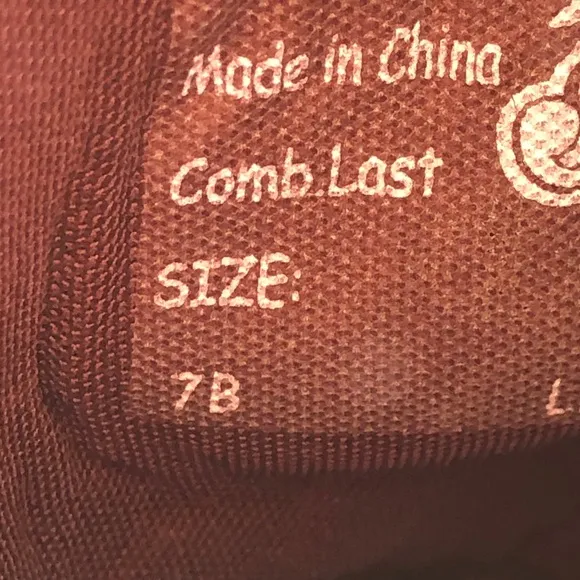 Made in China
Comb.Last
SIZE:
7B L